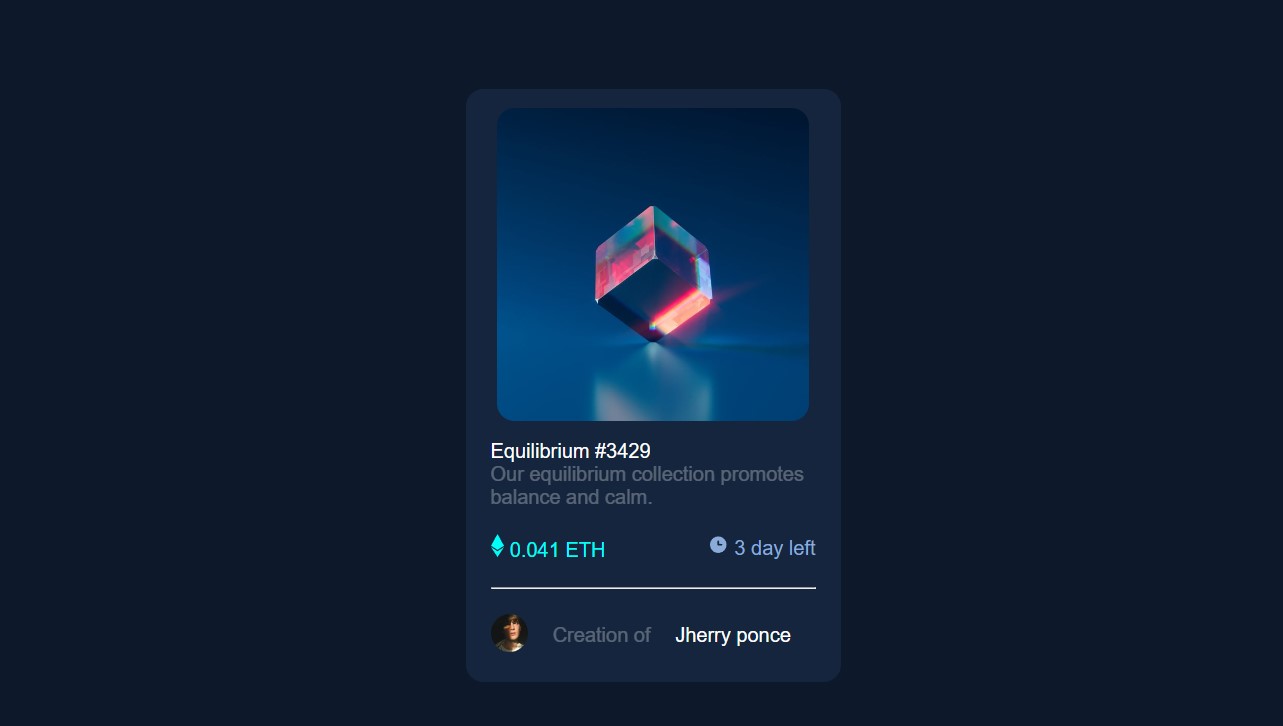 Equilibrium #3429
Our equilibrium collection promotes
balance and calm.
0.041 ETH 3 day left
Creation of Jherry ponce